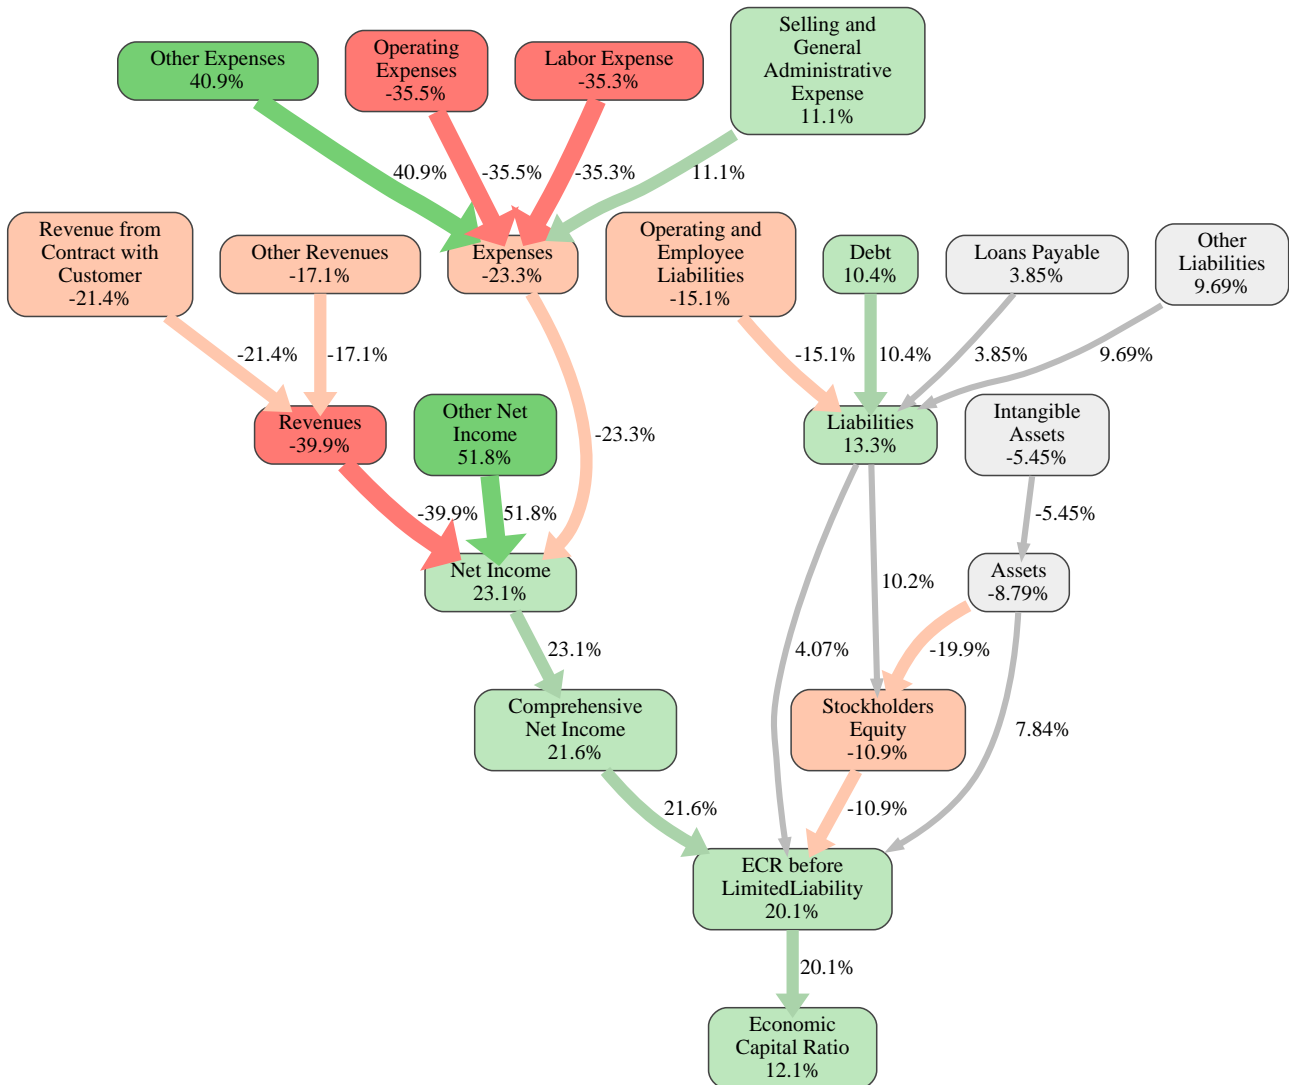 Other Expenses
40.9%
Operating
Expenses
-35.5%
Labor Expense
-35.3%
Selling and
General
Administrative
Expense
11.1%
40.9%
-35.5%
-35.3%
11.1%
Revenue from
Contract with
Customer
-21.4%
Other Revenues
-17.1%
Expenses
-23.3%
Operating and
Employee
Liabilities
-15.1%
Debt
10.4%
Loans Payable
3.85%
Other
Liabilities
9.69%
-21.4%
-17.1%
-15.1%
10.4%
3.85%
9.69%
Revenues
-39.9%
Other Net
Income
51.8%
-23.3%
Liabilities
13.3%
Intangible
Assets
-5.45%
-39.9%
51.8%
-5.45%
Net Income
23.1%
10.2%
Assets
-8.79%
23.1%
4.07%
-19.9%
Comprehensive
Net Income
21.6%
Stockholders
Equity
-10.9%
7.84%
21.6%
-10.9%
ECR before
LimitedLiability
20.1%
20.1%
Economic
Capital Ratio
12.1%